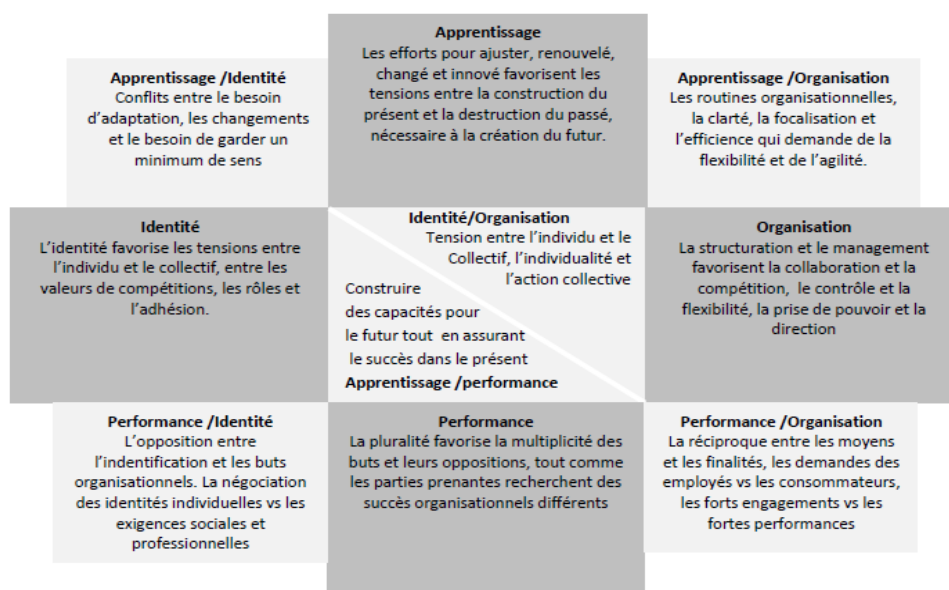 Apprentissage
Les efforts pour ajuster, renouvelé,
changé et innové favorisent les
tensions entre la construction du
présent et la destruction du passé,
nécessaire à la création du futur.
Apprentissage /Identité
Conflits entre le besoin
d'adaptation, les changements
et le besoin de garder un
minimum de sens
Apprentissage /Organisation
Les routines organisationnelles,
la clarté, la focalisation et
l'efficience qui demande de la
flexibilité et de l'agilité.
Identité
L'identité favorise les tensions entre
l'individu et le collectif, entre les
valeurs de compétitions, les rôles et
l'adhésion.
Identité/Organisation
Tension entre l'individu et le
Collectif, l'individualité et
l'action collective
Construire
des capacités pour
le futur tout en assurant
le succès dans le présent
Apprentissage /performance
Organisation
La structuration et le management
favorisent la collaboration et la
compétition, le contrôle et la
flexibilité, la prise de pouvoir et la
direction
Performance /Identité
L'opposition entre
l'indentification et les buts
organisationnels. La négociation
des identités individuelles vs les
exigences sociales et
professionnelles
Performance
La pluralité favorise la multiplicité des
buts et leurs oppositions, tout comme
les parties prenantes recherchent des
succès organisationnels différents
Performance /Organisation
La réciproque entre les moyens
et les finalités, les demandes des
employés vs les consommateurs,
les forts engagements vs les
fortes performances